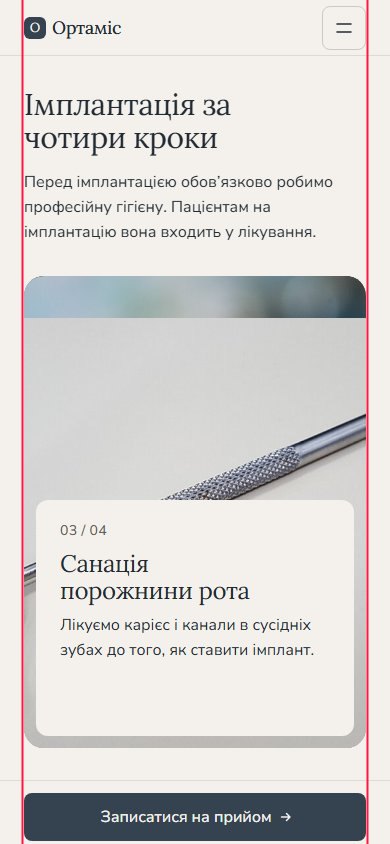 О Ортаміс
Імплантація за
чотири кроки
Перед імплантацією обов’язково робимо
професійну гігієну. Пацієнтам на
імплантацію вона входить у лікування.
03 / 04
Санація
порожнини рота
Лікуємо карієс і канали в сусідніх
зубах до того, як ставити імплант.
Записатися на прийом →